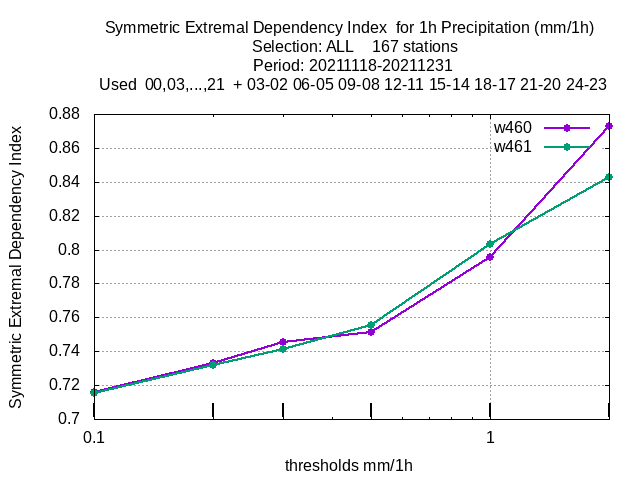 Symmetric Extremal Dependency Index  for 1h Precipitation (mm/1h)
Selection: ALL    167 stations
Period: 20211118-20211231
Used  00,03,...,21  + 03-02 06-05 09-08 12-11 15-14 18-17 21-20 24-23
Symmetric Extremal Dependency Index
0.88
0.86
0.84
0.82
0.8
0.78
0.76
0.74
0.72
0.7
w460
w461
0.1 1
thresholds mm/1h